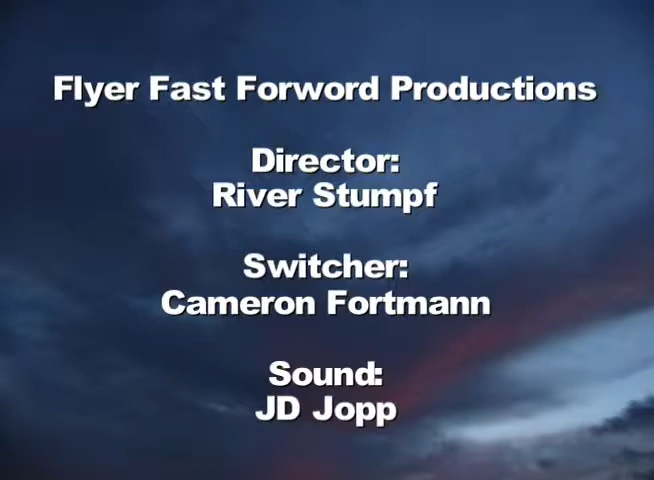 Flyer Fast Forword Productions
Director:
River Stumpf
Switcher:
Cameron Fortmann
Sound:
JD Jopp